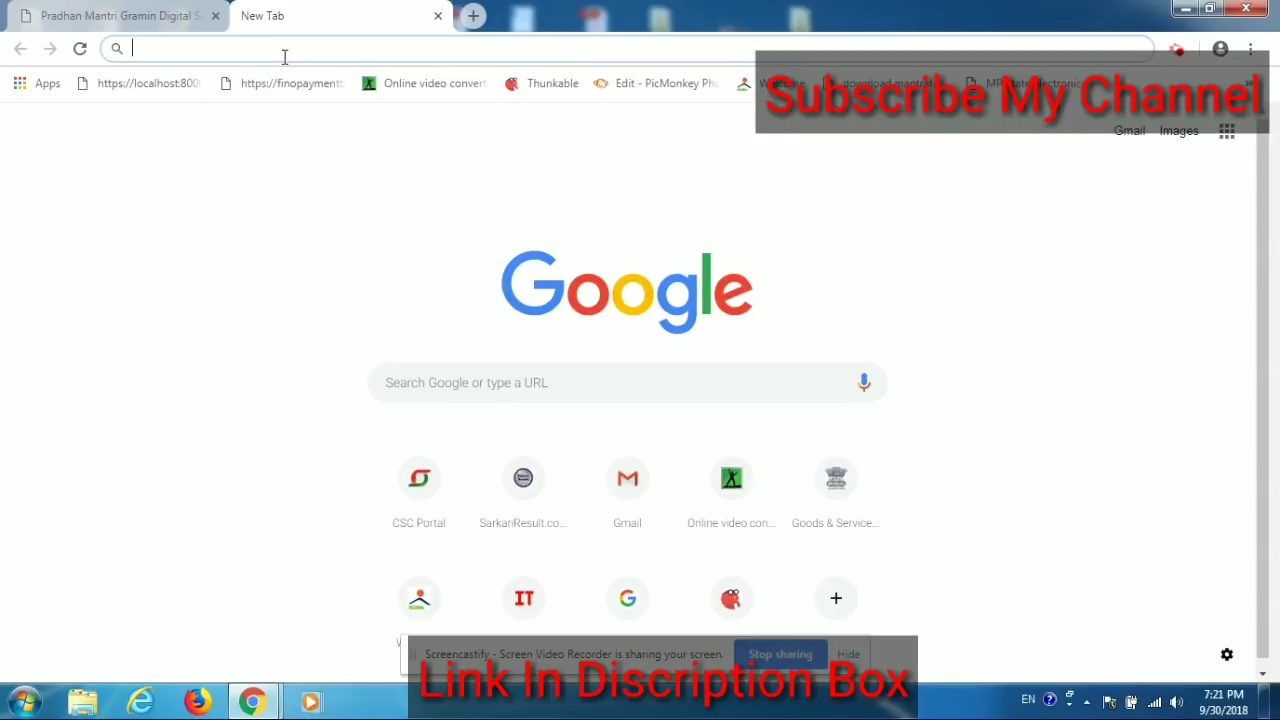 Pradhan Mantri Gramin Digital Sa
New Tab
Apps
https://localhost:800
https://finopayment
Online video convert
Thunkable
Edit - PicMonkey Pho
Subscribe My Channel
Gmail
Images
Google
Search Google or type a URL
CSC Portal
SarkariResult.co...
Gmail
Online video con...
Goods & Service...
IT
Screencastify - Screen Video Recorder is sharing your screen.
Stop sharing
Hide
Link In Discription Box
EN
7:21 PM
9/30/2018